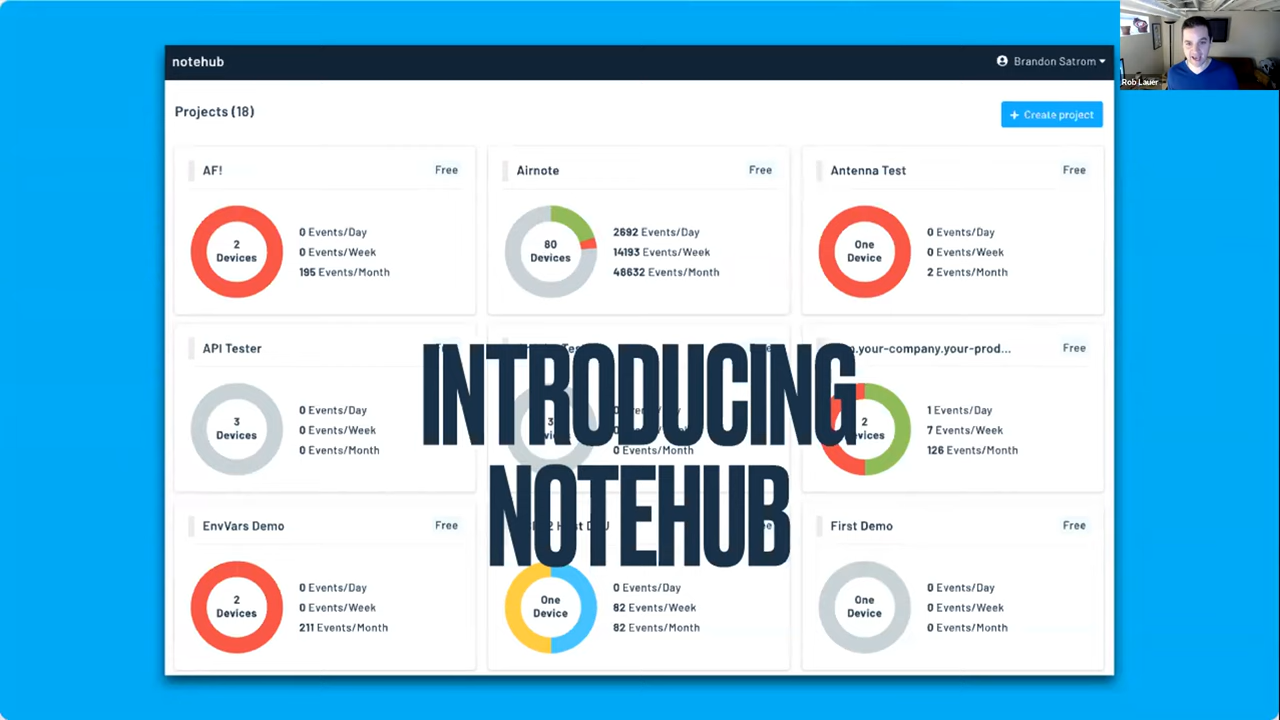 notehub
Brandon Satrom
Rob Lauer
Projects (18)
+ Create project
AF!
Free
2
Devices
0 Events/Day
0 Events/Week
195 Events/Month
Airnote
Free
80
Devices
2692 Events/Day
14193 Events/Week
48632 Events/Month
Antenna Test
Free
One
Device
0 Events/Day
0 Events/Week
2 Events/Month
API Tester
3
Devices
0 Events/Day
0 Events/Week
0 Events/Month
0 Events/Month
.your-company.your-prod...
Free
2
1 Events/Day
7 Events/Week
126 Events/Month
INTRODUCING
NOTEHUB
EnvVars Demo
Free
2
Devices
0 Events/Day
0 Events/Week
211 Events/Month
One
Device
0 Events/Day
82 Events/Week
82 Events/Month
First Demo
Free
One
Device
0 Events/Day
0 Events/Week
0 Events/Month